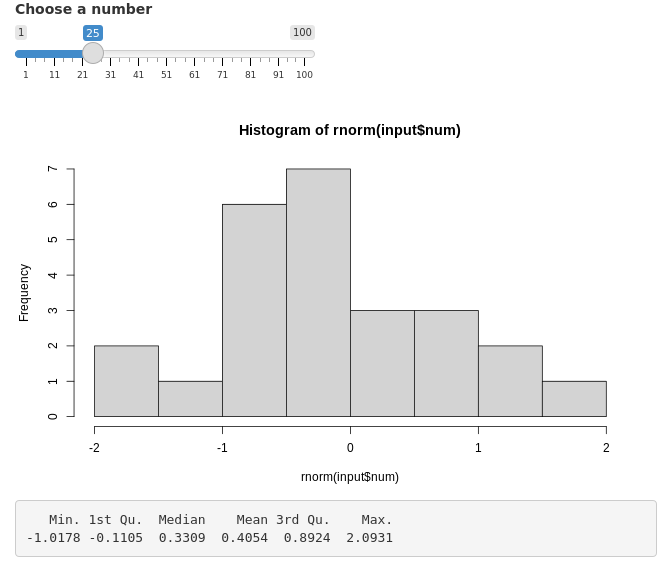 Choose a number
1 25 100
1 11 21 31 41 51 61 71 81 91 100
Histogram of rnorm(input$num)
Frequency
7
6
5
4
3
2
1
0
-2 -1 0 1 2
rnorm(input$num)
Min. 1st Qu. Median Mean 3rd Qu. Max.
-1.0178 -0.1105 0.3309 0.4054 0.8924 2.0931